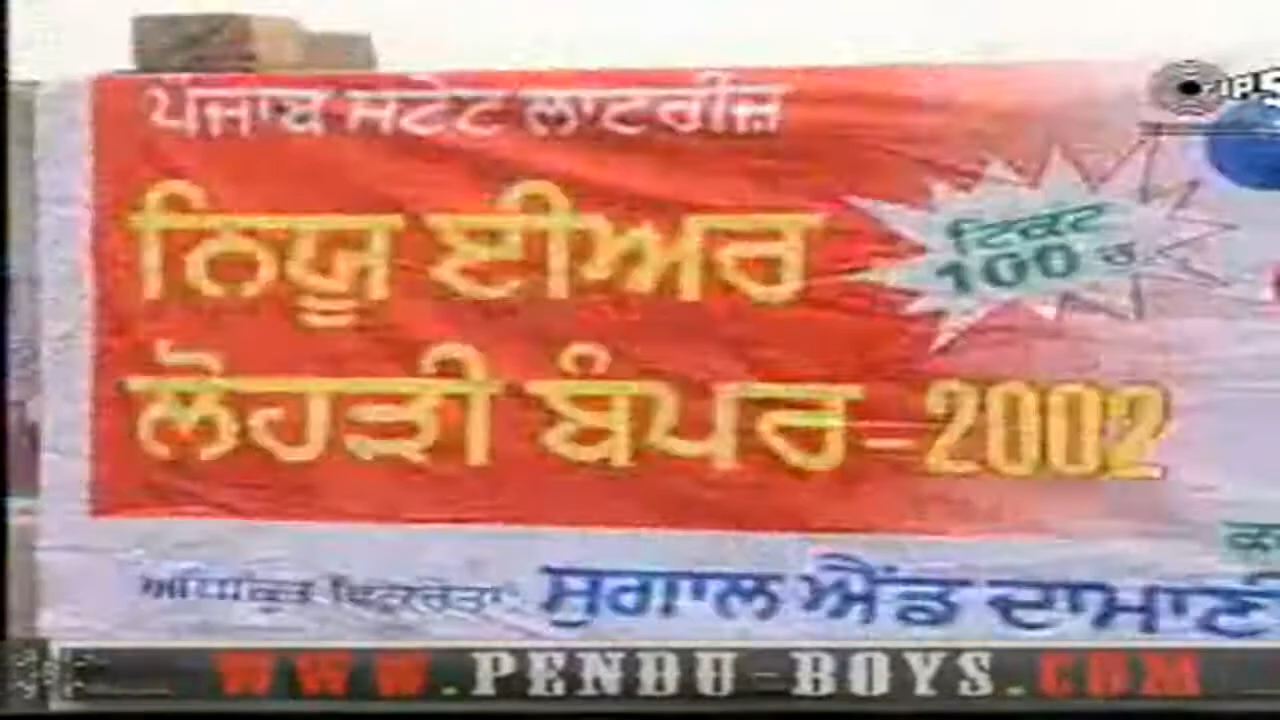 ਪੰਜਾਬ ਸਟੇਟ ਲਾਟਰੀਜ਼
ਨਿਯੂ ਈਅਰ
ਟਿਕਟ
100 ਰੁ.
ਲੋਹੜੀ ਬੰਪਰ-2002
ਸੁਗਾਲ ਐਂਡ ਦਾਮਾਣੀ
WWW.PENDU-BOYS.COM